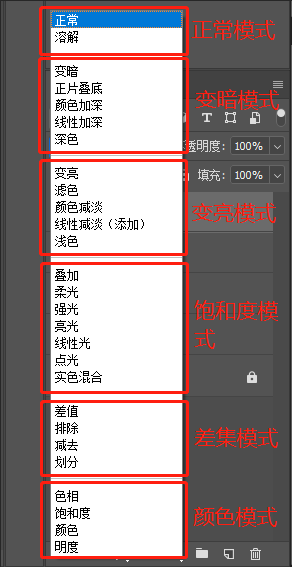 正常
溶解
正常模式
变暗
正片叠底
颜色加深
线性加深
深色
变暗模式
透明度：
100%
变亮
滤色
颜色减淡
线性减淡（添加）
浅色
填充：
100%
变亮模式
叠加
柔光
强光
亮光
线性光
点光
实色混合
饱和度模
式
差值
排除
减去
划分
差集模式
色相
饱和度
颜色
明度
颜色模式